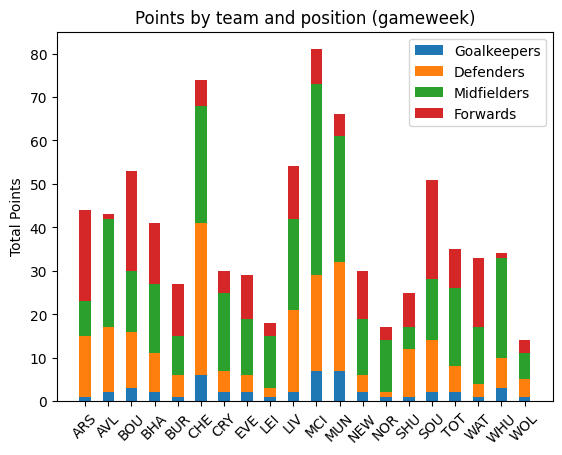 Points by team and position (gameweek)
Goalkeepers
Defenders
Midfielders
Forwards
Total Points
80
70
60
50
40
30
20
10
0
ARS AVL BOU BHA BUR CHE CRY EVE LEI LIV MCI MUN NEW NOR SHU SOU TOT WAT WHU WOL